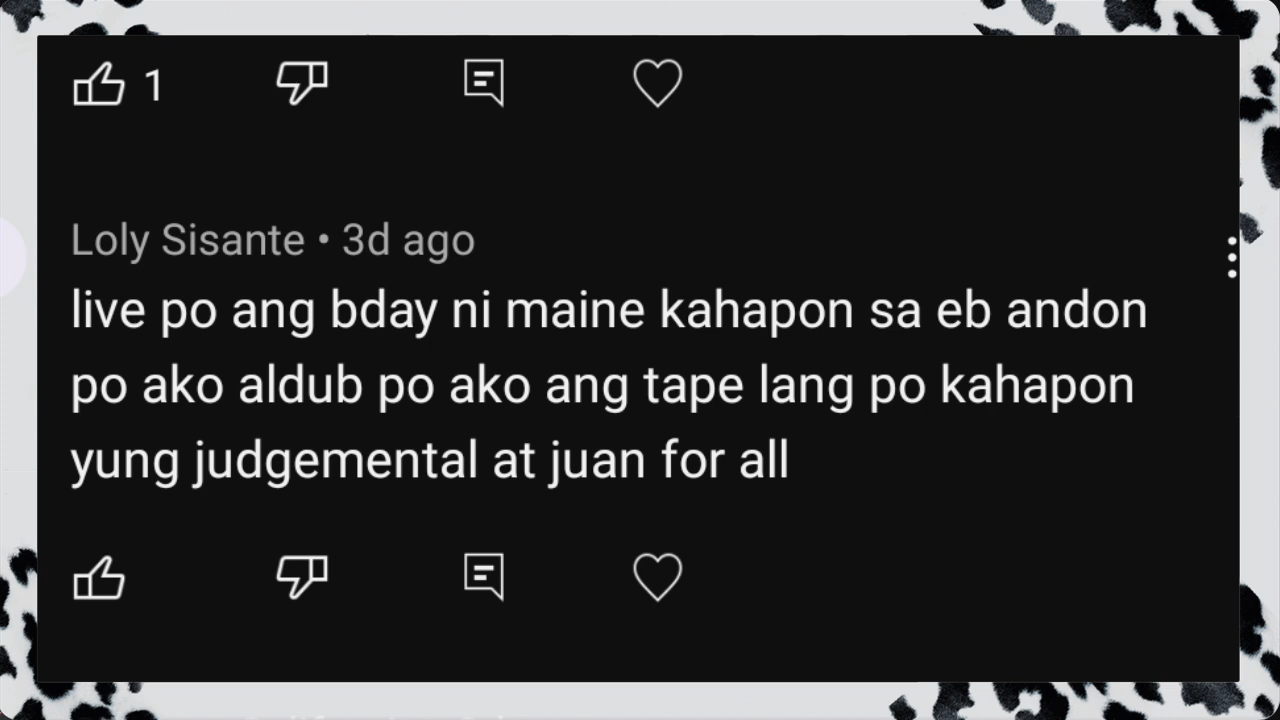 1
Loly Sisante • 3d ago
live po ang bday ni maine kahapon sa eb andon
po ako aldub po ako ang tape lang po kahapon
yung judgemental at juan for all